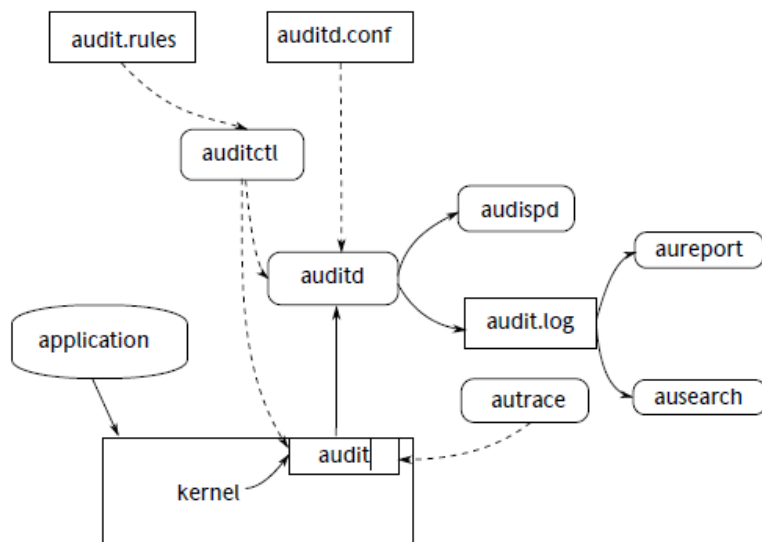 audit.rules
auditd.conf
auditctl
audispd
auditd
aureport
audit.log
application
autrace
ausearch
audit
kernel